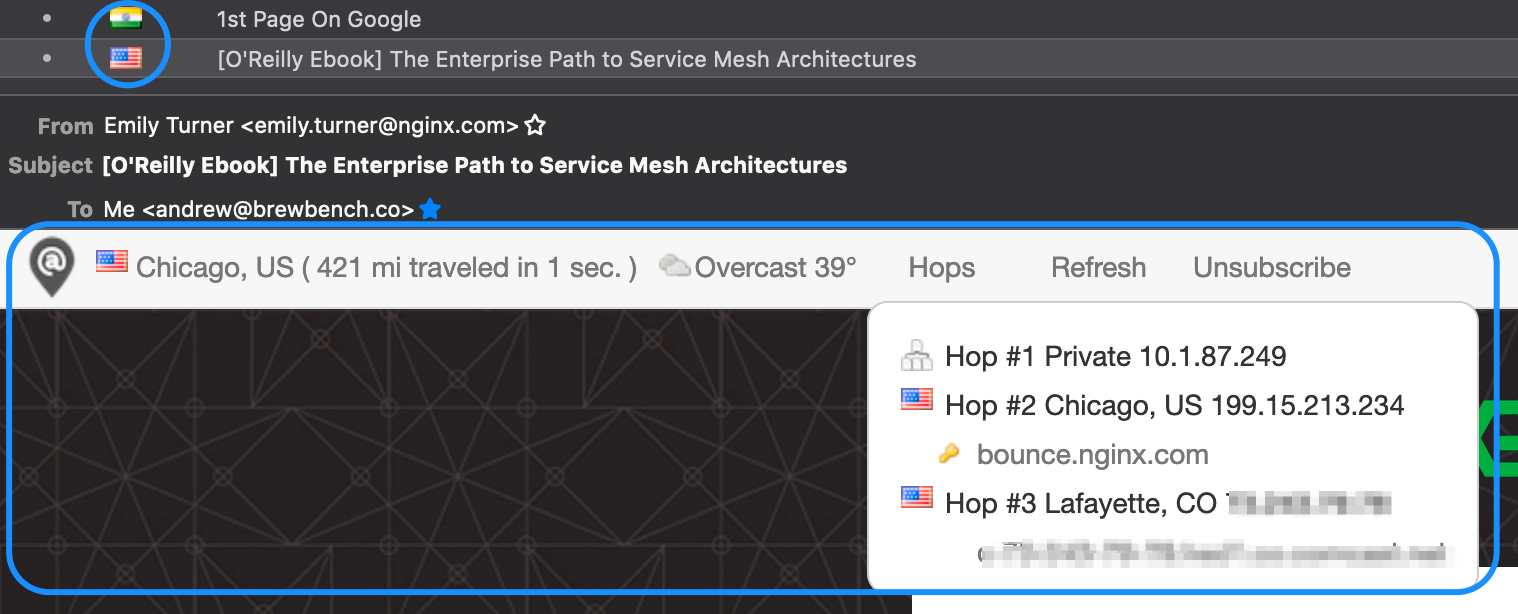 1st Page On Google
[O'Reilly Ebook] The Enterprise Path to Service Mesh Architectures
From Emily Turner <emily.turner@nginx.com>
Subject [O'Reilly Ebook] The Enterprise Path to Service Mesh Architectures
To Me <andrew@brewbench.co>
@ Chicago, US ( 421 mi traveled in 1 sec. ) Overcast 39° Hops Refresh Unsubscribe
Hop #1 Private 10.1.87.249
Hop #2 Chicago, US 199.15.213.234
bounce.nginx.com
Hop #3 Lafayette, CO